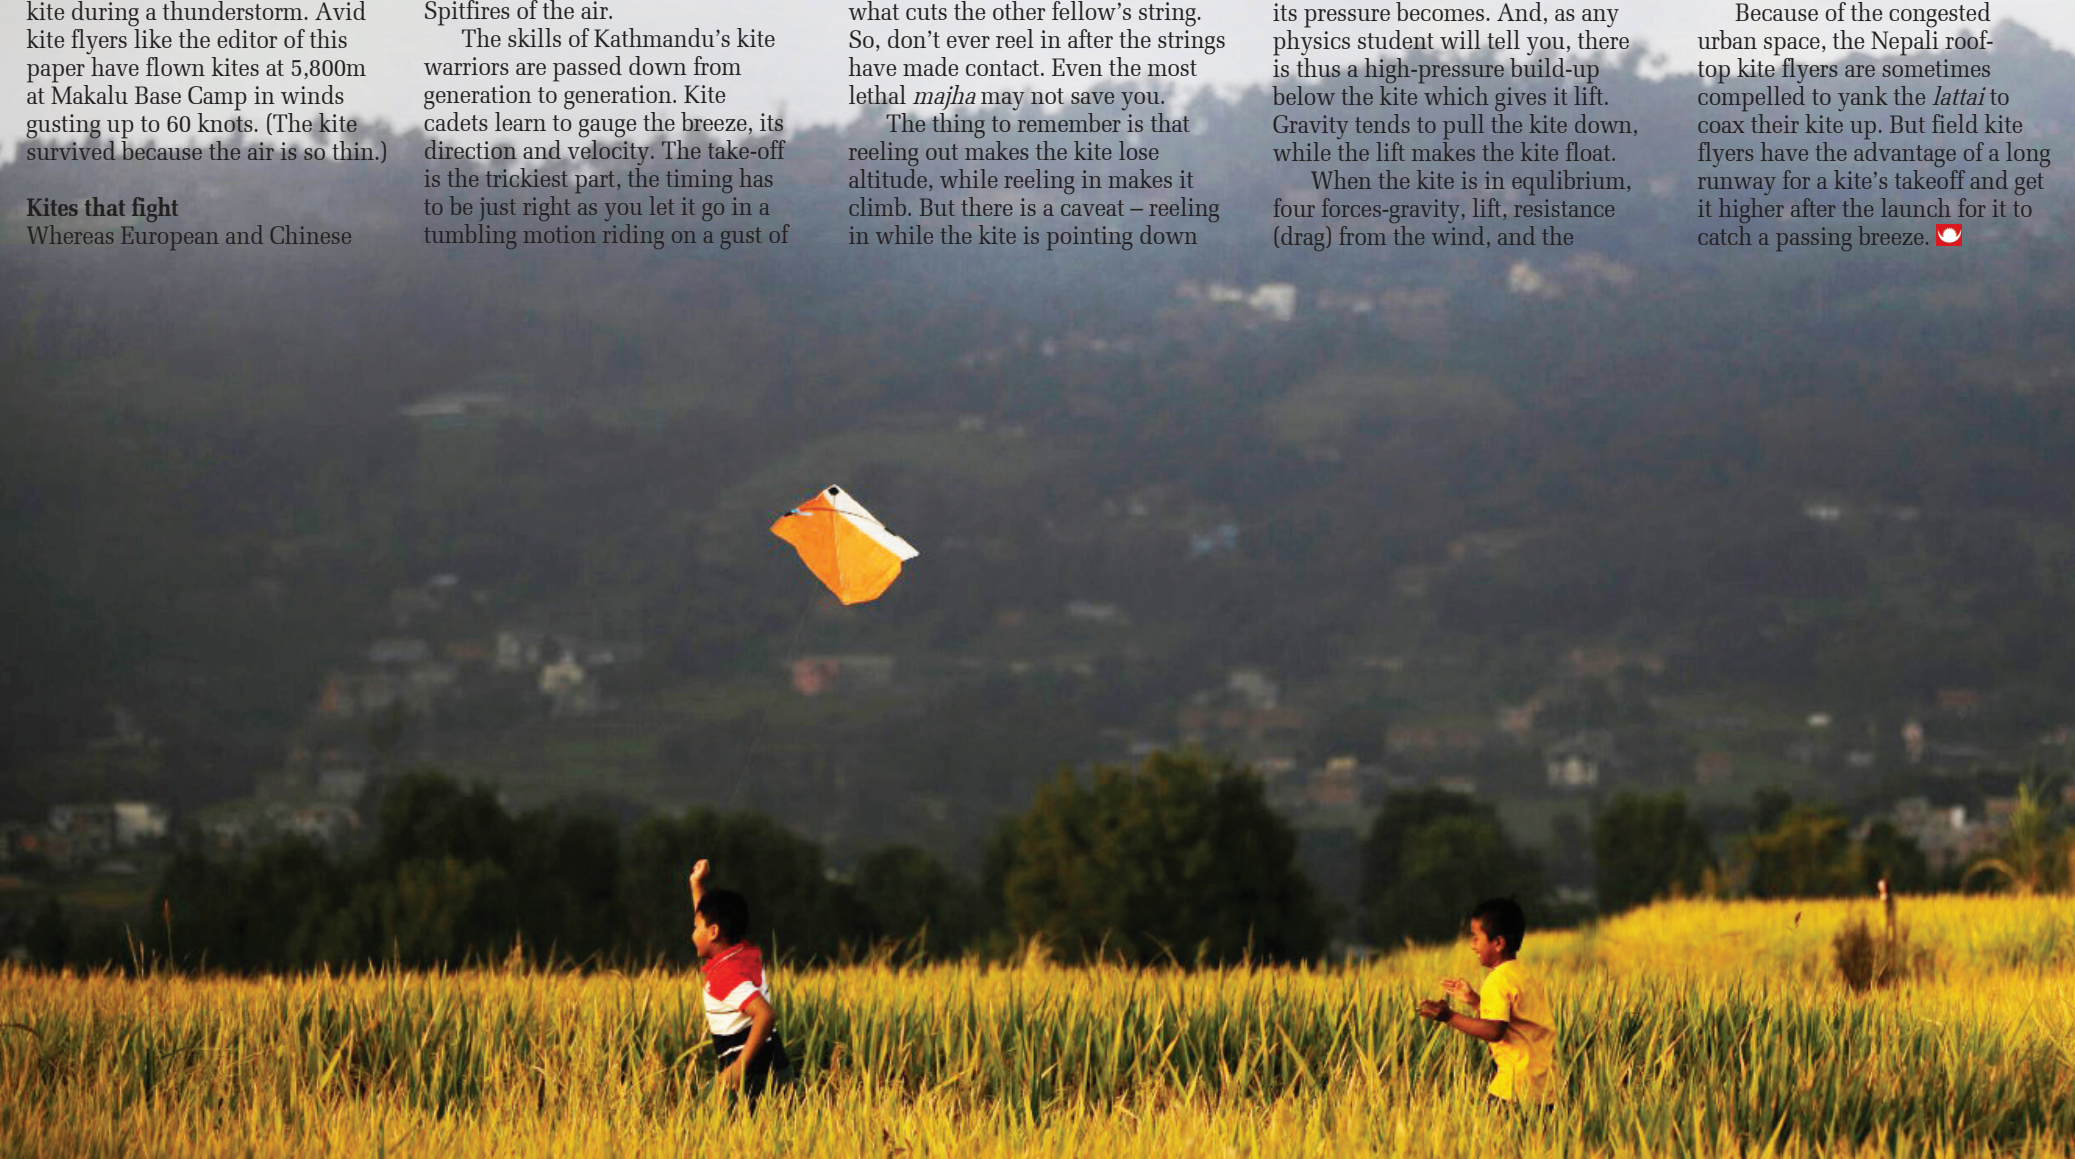 kite during a thunderstorm. Avid
kite flyers like the editor of this
paper have flown kites at 5,800m
at Makalu Base Camp in winds
gusting up to 60 knots. (The kite
survived because the air is so thin.)
Kites that fight
Whereas European and Chinese
Spitfires of the air.
The skills of Kathmandu’s kite
warriors are passed down from
generation to generation. Kite
cadets learn to gauge the breeze, its
direction and velocity. The take-off
is the trickiest part, the timing has
to be just right as you let it go in a
tumbling motion riding on a gust of
what cuts the other fellow’s string.
So, don’t ever reel in after the strings
have made contact. Even the most
lethal majha may not save you.
The thing to remember is that
reeling out makes the kite lose
altitude, while reeling in makes it
climb. But there is a caveat – reeling
in while the kite is pointing down
its pressure becomes. And, as any
physics student will tell you, there
is thus a high-pressure build-up
below the kite which gives it lift.
Gravity tends to pull the kite down,
while the lift makes the kite float.
When the kite is in equlibrium,
four forces-gravity, lift, resistance
(drag) from the wind, and the
Because of the congested
urban space, the Nepali roof-
top kite flyers are sometimes
compelled to yank the lattai to
coax their kite up. But field kite
flyers have the advantage of a long
runway for a kite’s takeoff and get
it higher after the launch for it to
catch a passing breeze.